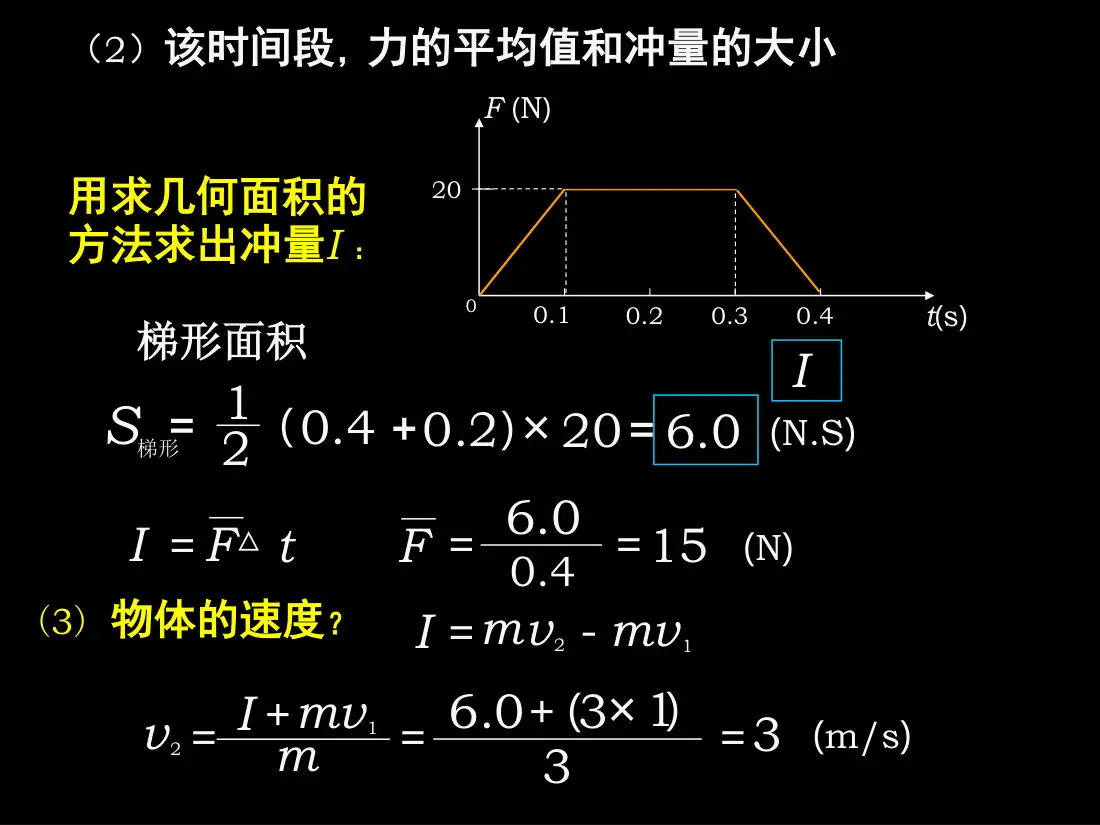 （2）该时间段，力的平均值和冲量的大小
F (N)
20
0
0.1
0.2
0.3
0.4
t(s)
用求几何面积的
方法求出冲量I：
梯形面积
I
S梯形 = 1/2 (0.4 + 0.2) × 20 = 6.0 (N.S)
I = F̅△t
F̅ = 6.0/0.4 = 15 (N)
（3）物体的速度？
I = mυ₂ - mυ₁
υ₂ = I + mυ₁/m = 6.0 + (3×1)/3 = 3 (m/s)